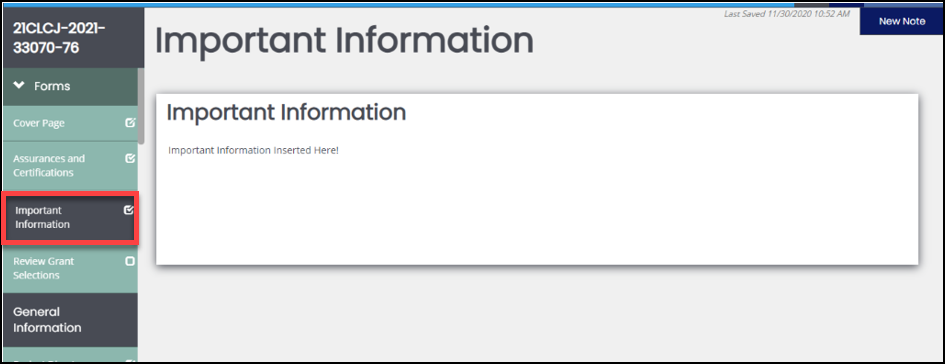 21CLCJ-2021-
33070-76
Forms
Cover Page
Assurances and
Certifications
Important
Information
Review Grant
Selections
General
Information
Last Saved 11/30/2020 10:52 AM
New Note
Important Information
Important Information
Important Information Inserted Here!